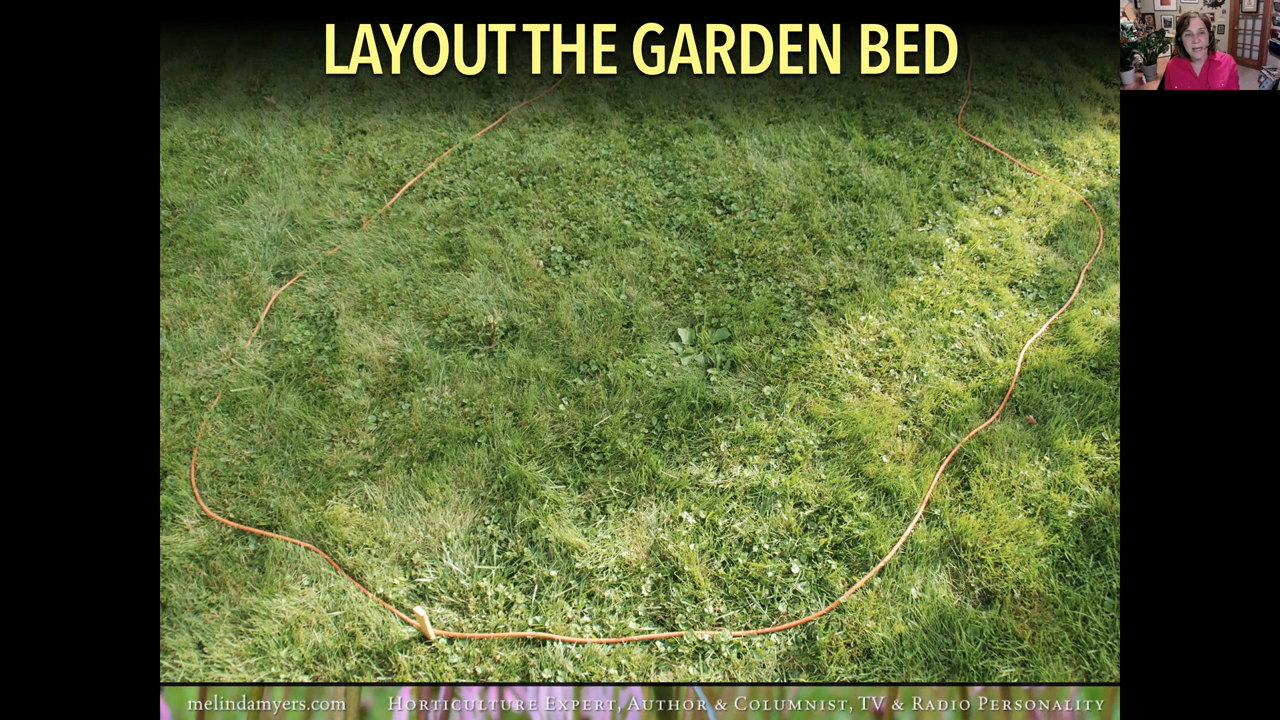 LAYOUT THE GARDEN BED
melindamyers.com Horticulture Expert, Author & Columnist, TV & Radio Personality